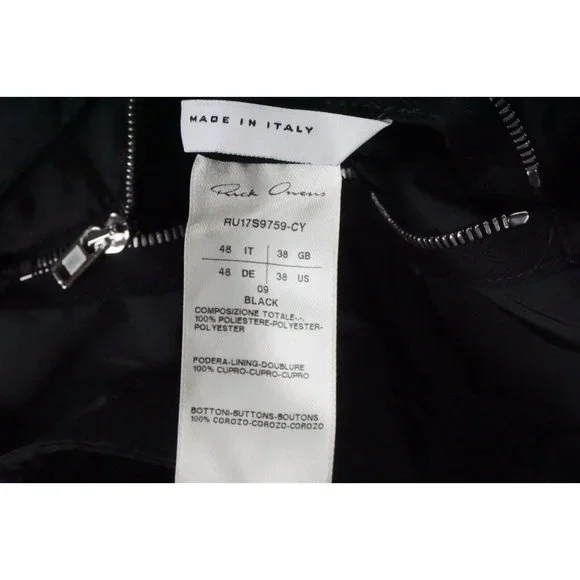 MADE IN ITALY
Rick Owens
RU17S9759-CY
48 IT 38 GB
48 DE 38 US
09
BLACK
COMPOSIZIONE TOTALE-.-
100% POLIESTERE-POLYESTER-
POLYESTER
FODERA-LINING-DOUBLURE
100% CUPRO-CUPRO-CUPRO
BOTTONI-BUTTONS-BOUTONS
100% COROZO-COROZO-COROZO